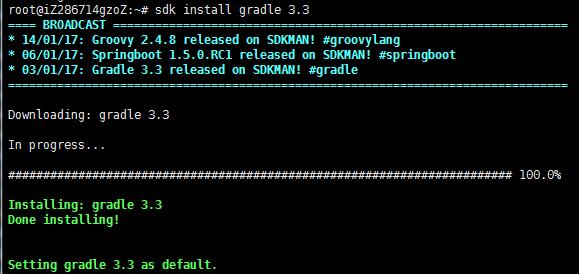 root@iZ286714gzoZ:~# sdk install gradle 3.3
==== BROADCAST =================================================================
* 14/01/17: Groovy 2.4.8 released on SDKMAN! #groovylang
* 06/01/17: Springboot 1.5.0.RC1 released on SDKMAN! #springboot
* 03/01/17: Gradle 3.3 released on SDKMAN! #gradle
================================================================================
Downloading: gradle 3.3
In progress...
######################################################################## 100.0%
Installing: gradle 3.3
Done installing!
Setting gradle 3.3 as default.